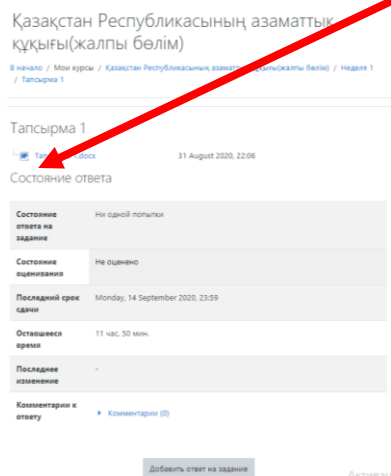 Қазақстан Республикасының азаматтық
құқығы(жалпы бөлім)
В начало / Мои курсы / Қазақстан Республикасының құқығы(жалпы бөлім) / Неделя 1
/ Тапсырма 1
Тапсырма 1
.docx 31 August 2020, 22:06
Состояние ответа
Состояние ответа на задание Ни одной попытки
Состояние оценивания Не оценено
Последний срок сдачи Monday, 14 September 2020, 23:59
Оставшееся время 11 час. 50 мин.
Последнее изменение -
Комментарии к ответу Комментарии (0)
Добавить ответ на задание